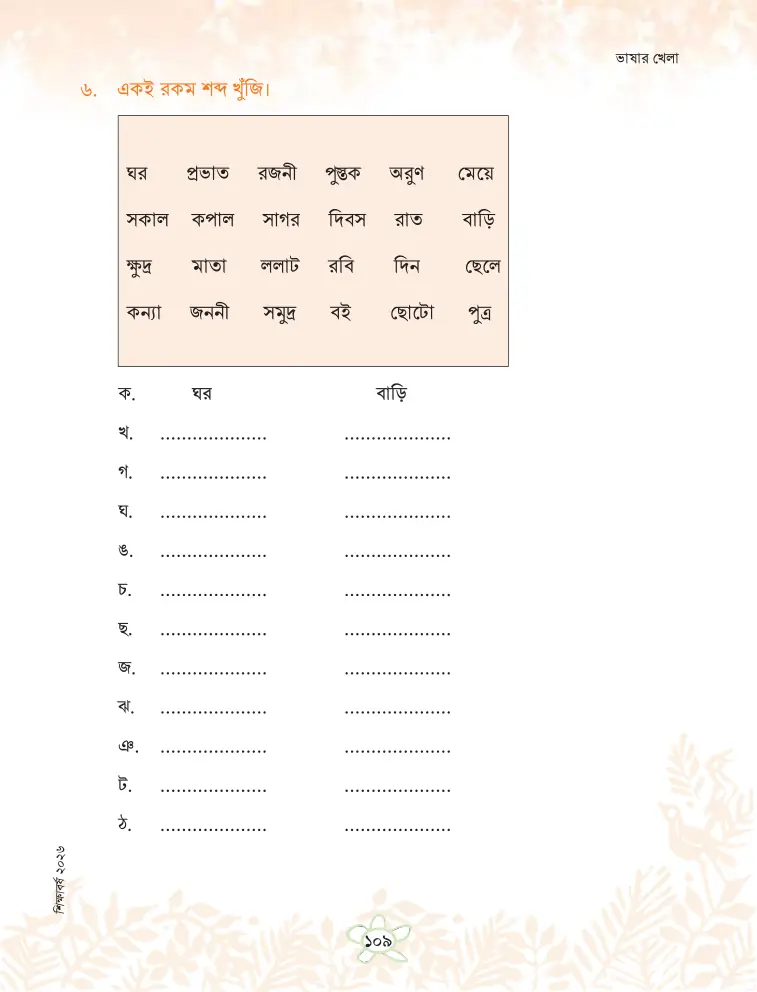 ভাষার খেলা
৬. একই রকম শব্দ খুঁজি।
ঘর প্রভাত রজনী পুস্তক অরুণ মেয়ে
সকাল কপাল সাগর দিবস রাত বাড়ি
ক্ষুদ্র মাতা ললাট রবি দিন ছেলে
কন্যা জননী সমুদ্র বই ছোটো পুত্র
ক. ঘর বাড়ি
খ. .................... ....................
গ. .................... ....................
ঘ. .................... ....................
ঙ. .................... ....................
চ. .................... ....................
ছ. .................... ....................
জ. .................... ....................
ঝ. .................... ....................
ঞ. .................... ....................
ট. .................... ....................
ঠ. .................... ....................
শিক্ষাবর্ষ ২০২৬
১০৯